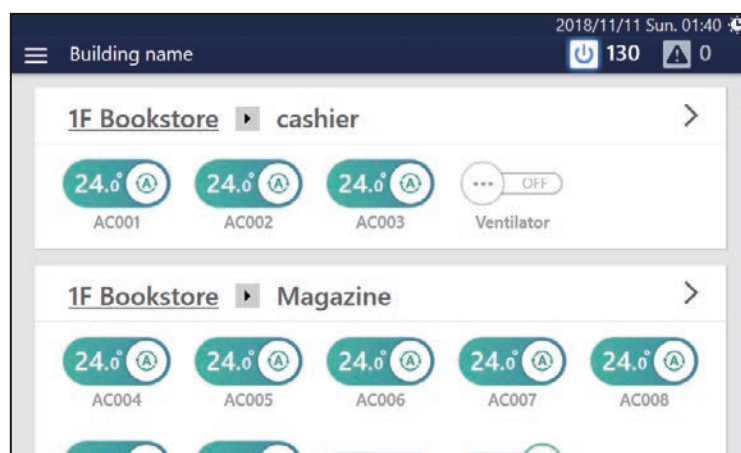 2018/11/11 Sun. 01:40
Building name 130 0
1F Bookstore cashier
24.0° A 24.0° A 24.0° A OFF
AC001 AC002 AC003 Ventilator
1F Bookstore Magazine
24.0° A 24.0° A 24.0° A 24.0° A 24.0° A
AC004 AC005 AC006 AC007 AC008